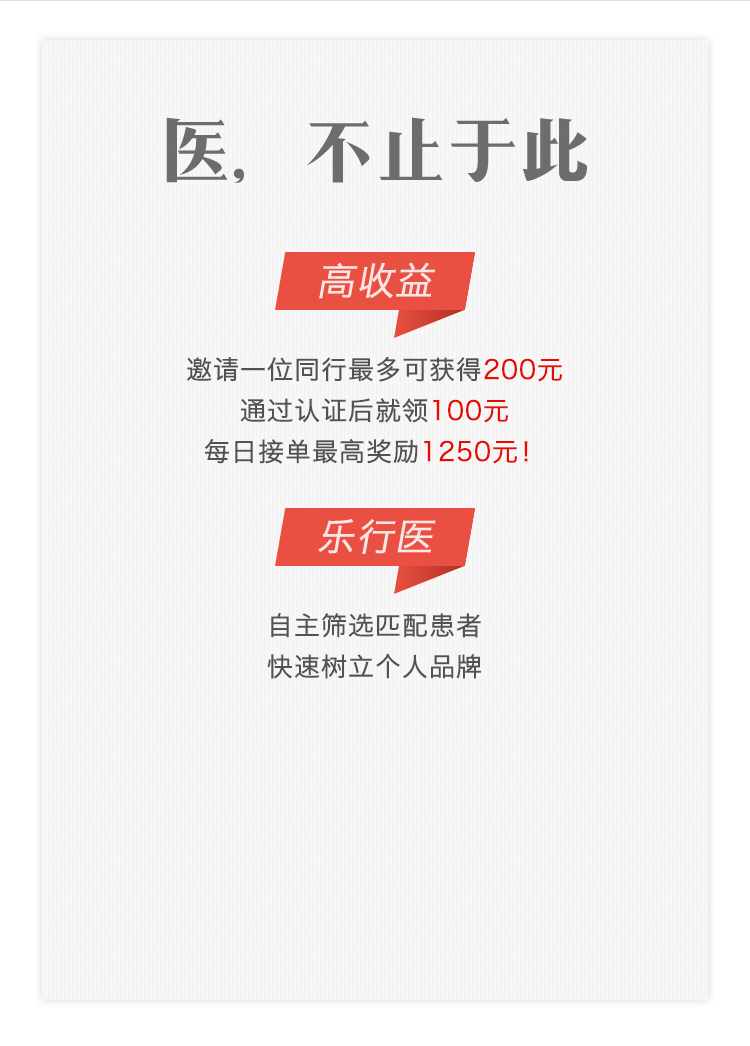 医，不止于此
高收益
邀请一位同行最多可获得200元
通过认证后就领100元
每日接单最高奖励1250元！
乐行医
自主筛选匹配患者
快速树立个人品牌